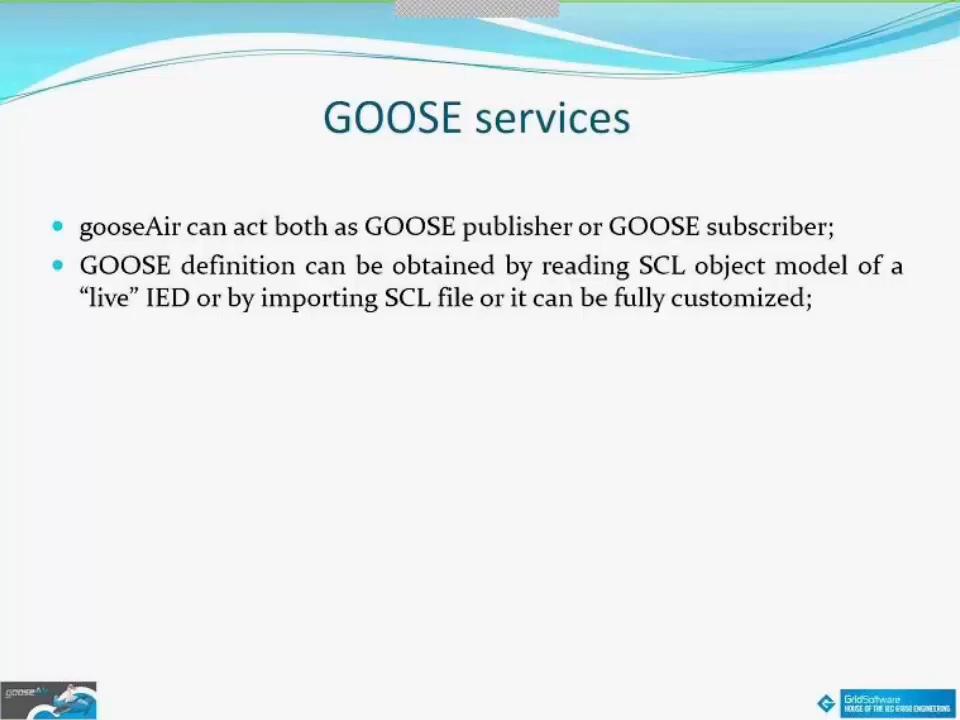 GOOSE services
gooseAir can act both as GOOSE publisher or GOOSE subscriber;
GOOSE definition can be obtained by reading SCL object model of a
“live” IED or by importing SCL file or it can be fully customized;
gooseAir
GridSoftware
HOUSE OF THE IEC 61850 ENGINEERING